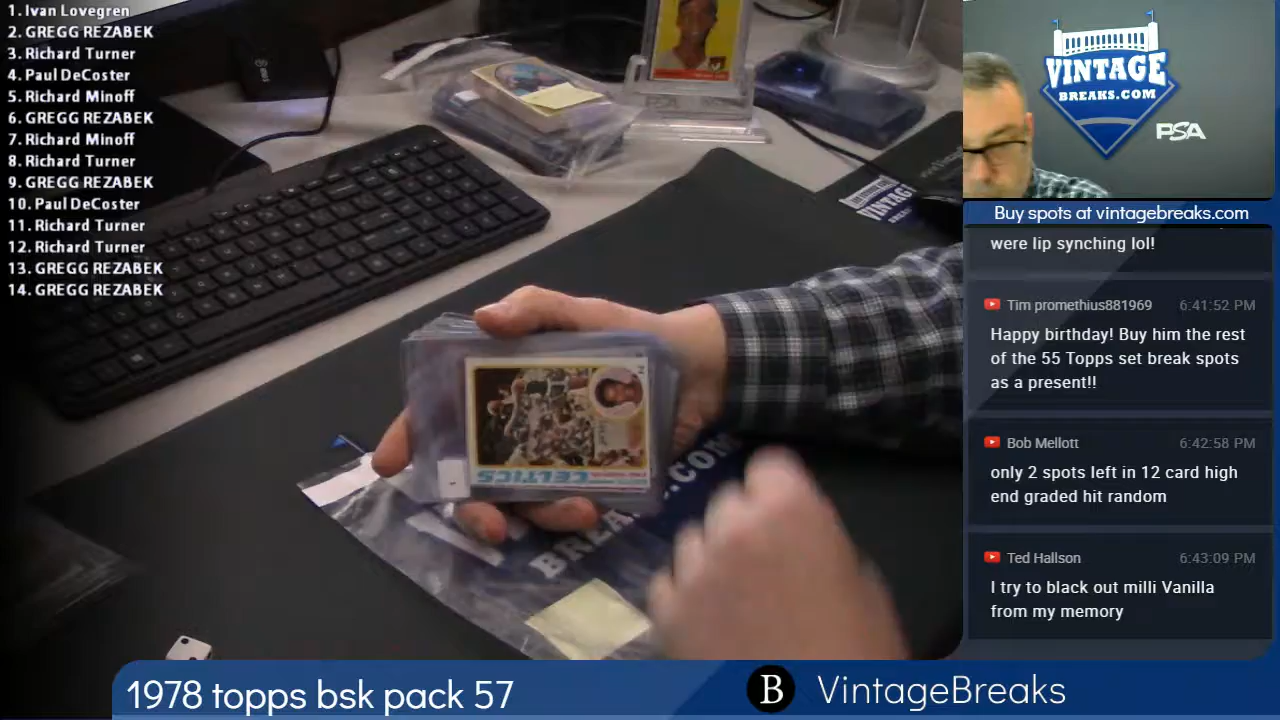 1. Ivan Lovegren
2. GREGG REZABEK
3. Richard Turner
4. Paul DeCoster
5. Richard Minoff
6. GREGG REZABEK
7. Richard Minoff
8. Richard Turner
9. GREGG REZABEK
10. Paul DeCoster
11. Richard Turner
12. Richard Turner
13. GREGG REZABEK
14. GREGG REZABEK
CELTICS
VINTAGE
BREAK
.COM
VINTAGE
BREAKS.COM
PSA
Buy spots at vintagebreaks.com
were lip synching lol!
Tim promethius881969 6:41:52 PM
Happy birthday! Buy him the rest
of the 55 Topps set break spots
as a present!!
Bob Mellott 6:42:58 PM
only 2 spots left in 12 card high
end graded hit random
Ted Hallson 6:43:09 PM
I try to black out milli Vanilla
from my memory
1978 topps bsk pack 57
B VintageBreaks